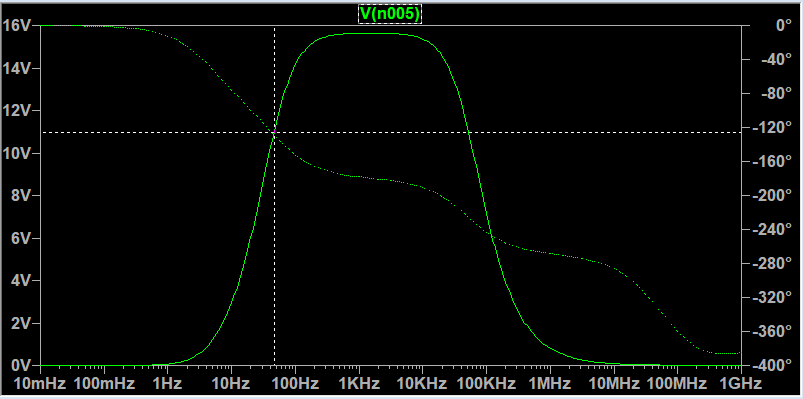 V(n005)
16V 0°
14V -40°
-80°
12V -120°
10V -160°
8V -200°
6V -240°
4V -280°
-320°
2V -360°
0V -400°
10mHz 100mHz 1Hz 10Hz 100Hz 1KHz 10KHz 100KHz 1MHz 10MHz 100MHz 1GHz